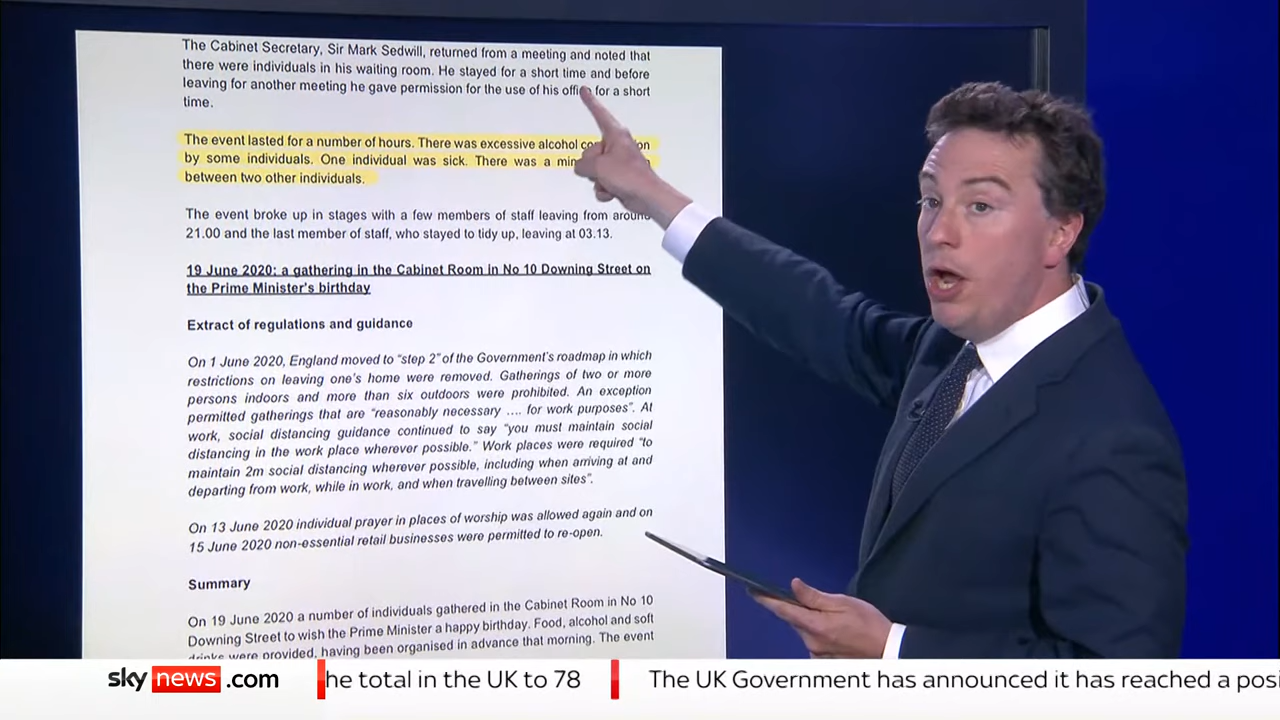 The Cabinet Secretary, Sir Mark Sedwill, returned from a meeting and noted that
there were individuals in his waiting room. He stayed for a short time and before
leaving for another meeting he gave permission for the use of his office for a short
time.
The event lasted for a number of hours. There was excessive alcohol
by some individuals. One individual was sick. There was a
between two other individuals.
The event broke up in stages with a few members of staff leaving from around
21.00 and the last member of staff, who stayed to tidy up, leaving at 03.13.
19 June 2020: a gathering in the Cabinet Room in No 10 Downing Street on
the Prime Minister's birthday
Extract of regulations and guidance
On 1 June 2020, England moved to “step 2” of the Government's roadmap in which
restrictions on leaving one's home were removed. Gatherings of two or more
persons indoors and more than six outdoors were prohibited. An exception
permitted gatherings that are “reasonably necessary .... for work purposes”. At
work, social distancing guidance continued to say “you must maintain social
distancing in the work place wherever possible.” Work places were required “to
maintain 2m social distancing wherever possible, including when arriving at and
departing from work, while in work, and when travelling between sites”.
On 13 June 2020 individual prayer in places of worship was allowed again and on
15 June 2020 non-essential retail businesses were permitted to re-open.
Summary
On 19 June 2020 a number of individuals gathered in the Cabinet Room in No 10
Downing Street to wish the Prime Minister a happy birthday. Food, alcohol and soft
drinks were provided, having been organised in advance that morning. The event
sky news .com
he total in the UK to 78
The UK Government has announced it has reached a posi